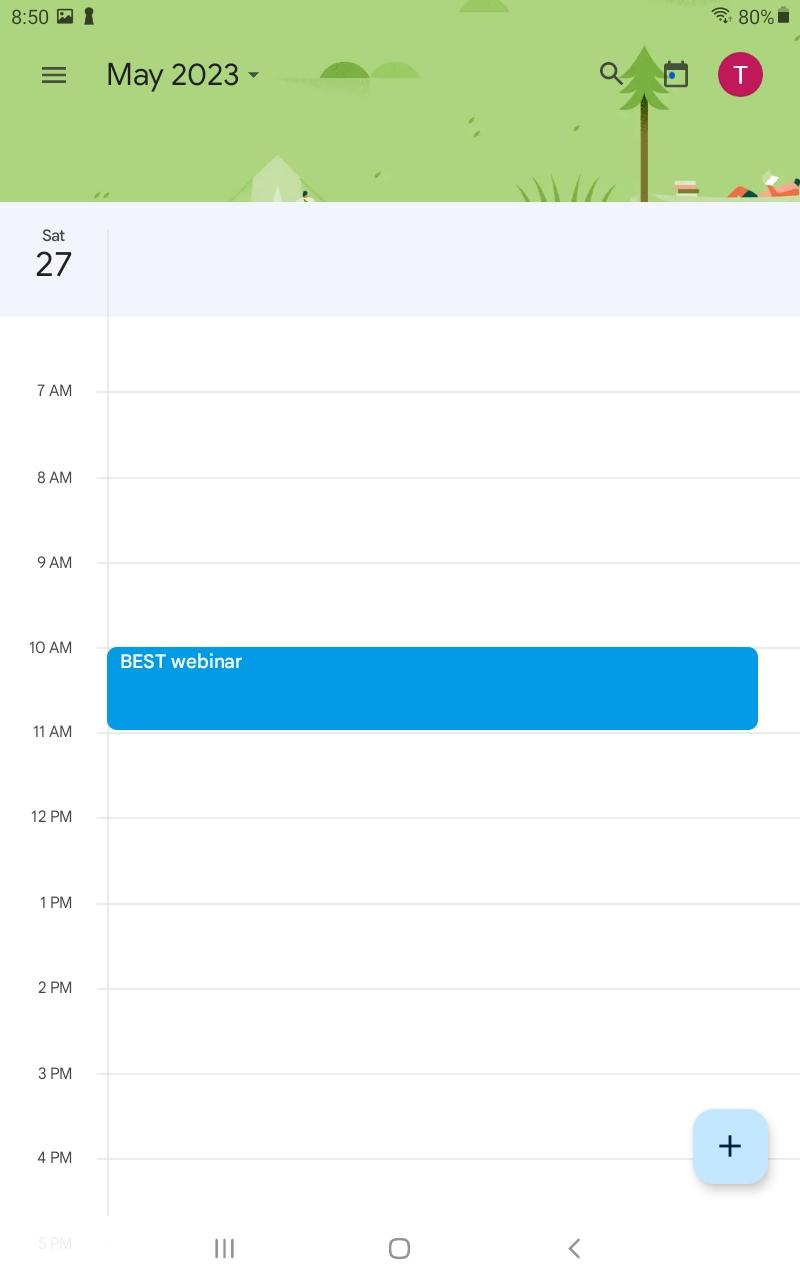 8:50 80%
May 2023
T
Sat
27
7 AM
8 AM
9 AM
10 AM
BEST webinar
11 AM
12 PM
1 PM
2 PM
3 PM
4 PM
5 PM